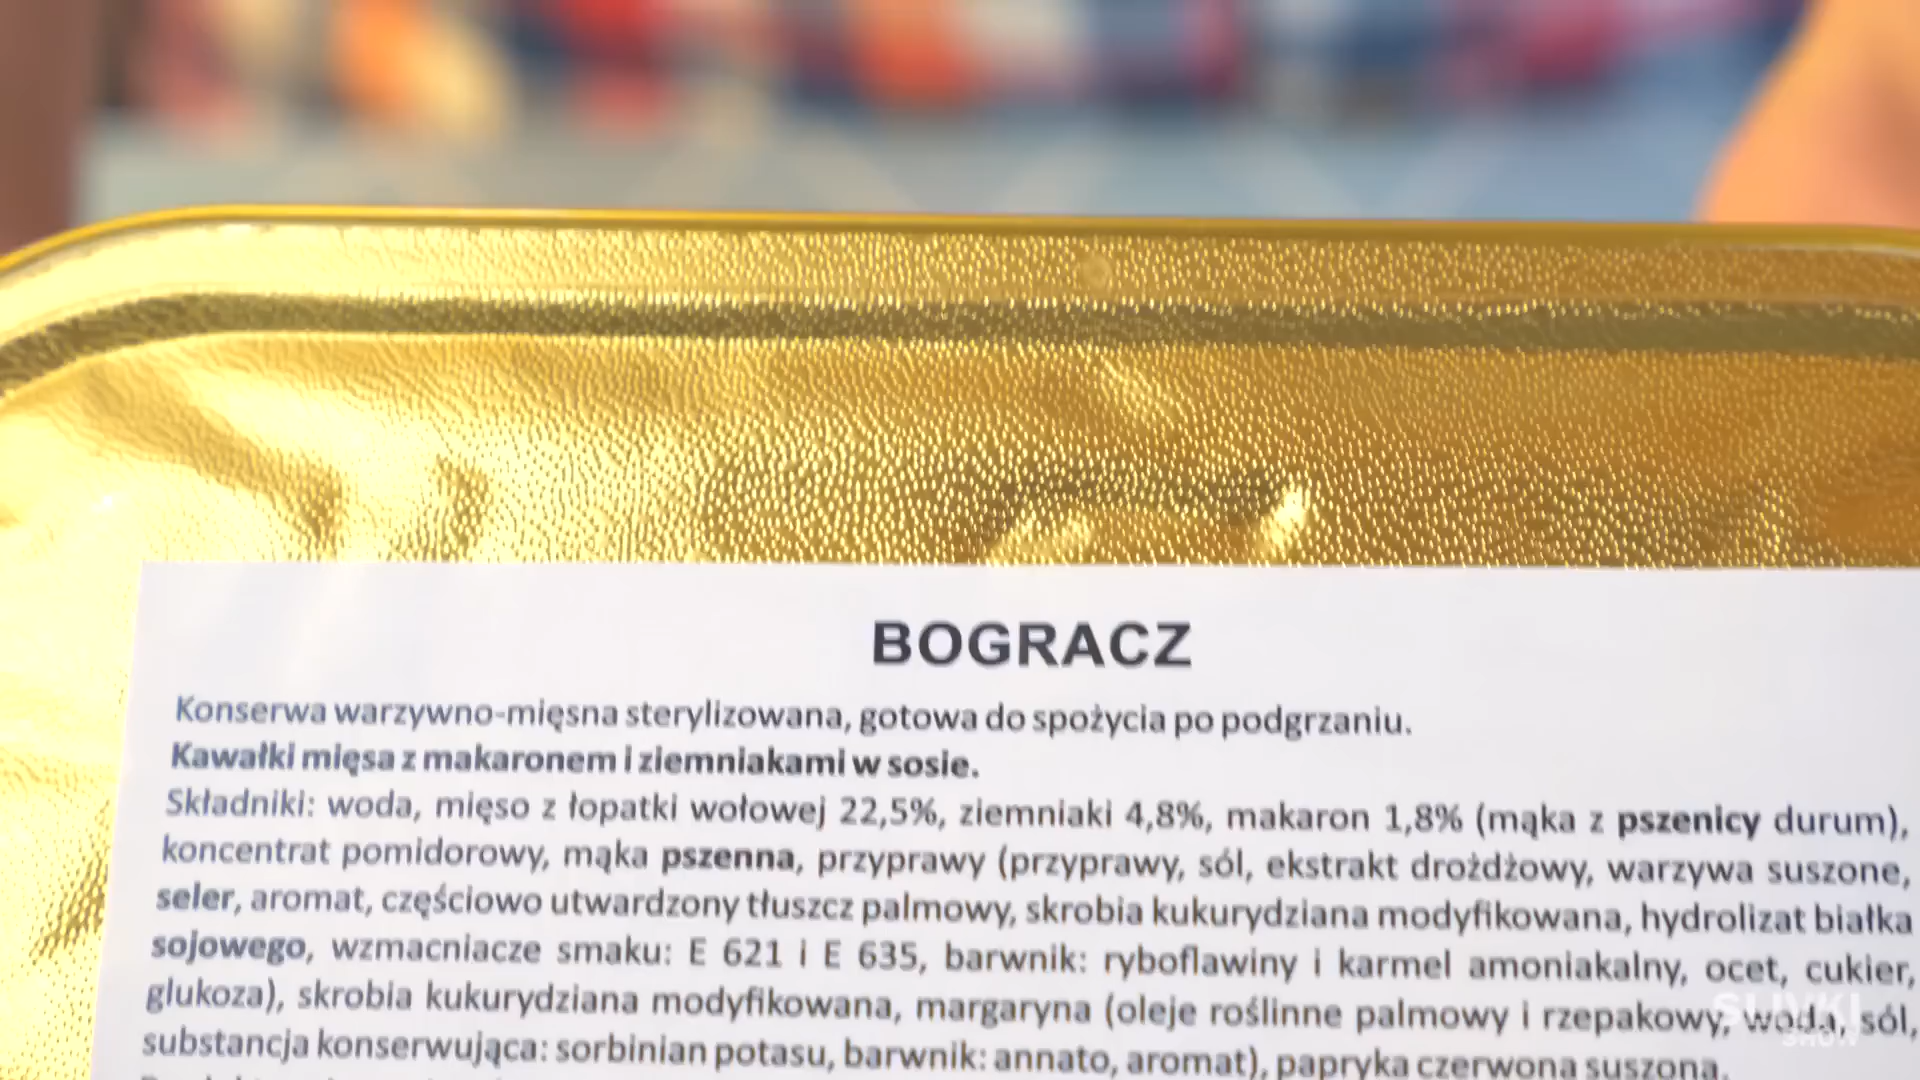 BOGRACZ
Konserwa warzywno-mięsna sterylizowana, gotowa do spożycia po podgrzaniu.
Kawałki mięsa z makaronem i ziemniakami w sosie.
Składniki: woda, mięso z łopatki wołowej 22,5%, ziemniaki 4,8%, makaron 1,8% (mąka z pszenicy durum),
koncentrat pomidorowy, mąka pszenna, przyprawy (przyprawy, sól, ekstrakt drożdżowy, warzywa suszone,
seler, aromat, częściowo utwardzony tłuszcz palmowy, skrobia kukurydziana modyfikowana, hydrolizat białka
sojowego, wzmacniacze smaku: E 621 i E 635, barwnik: ryboflawiny i karmel amoniakalny, ocet, cukier,
glukoza), skrobia kukurydziana modyfikowana, margaryna (oleje roślinne palmowy i rzepakowy, woda, sól,
substancja konserwująca: sorbinian potasu, barwnik: annato, aromat), papryka czerwona suszona.
SLIVKI
SHOW